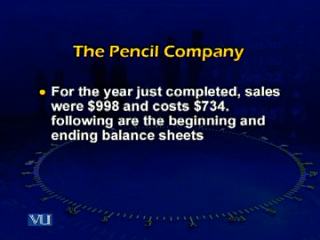 The Pencil Company
● For the year just completed, sales
were $998 and costs $734.
following are the beginning and
ending balance sheets
VU